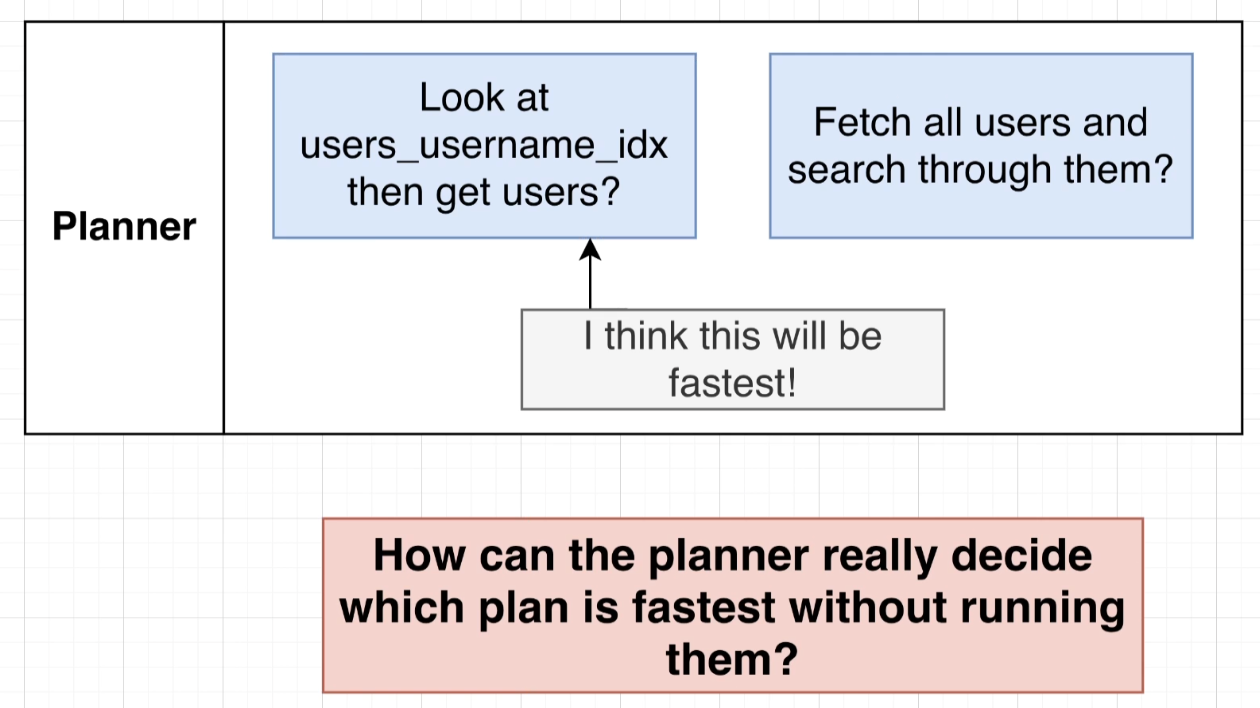 Planner
Look at
users_username_idx
then get users?
Fetch all users and
search through them?
I think this will be
fastest!
How can the planner really decide
which plan is fastest without running
them?